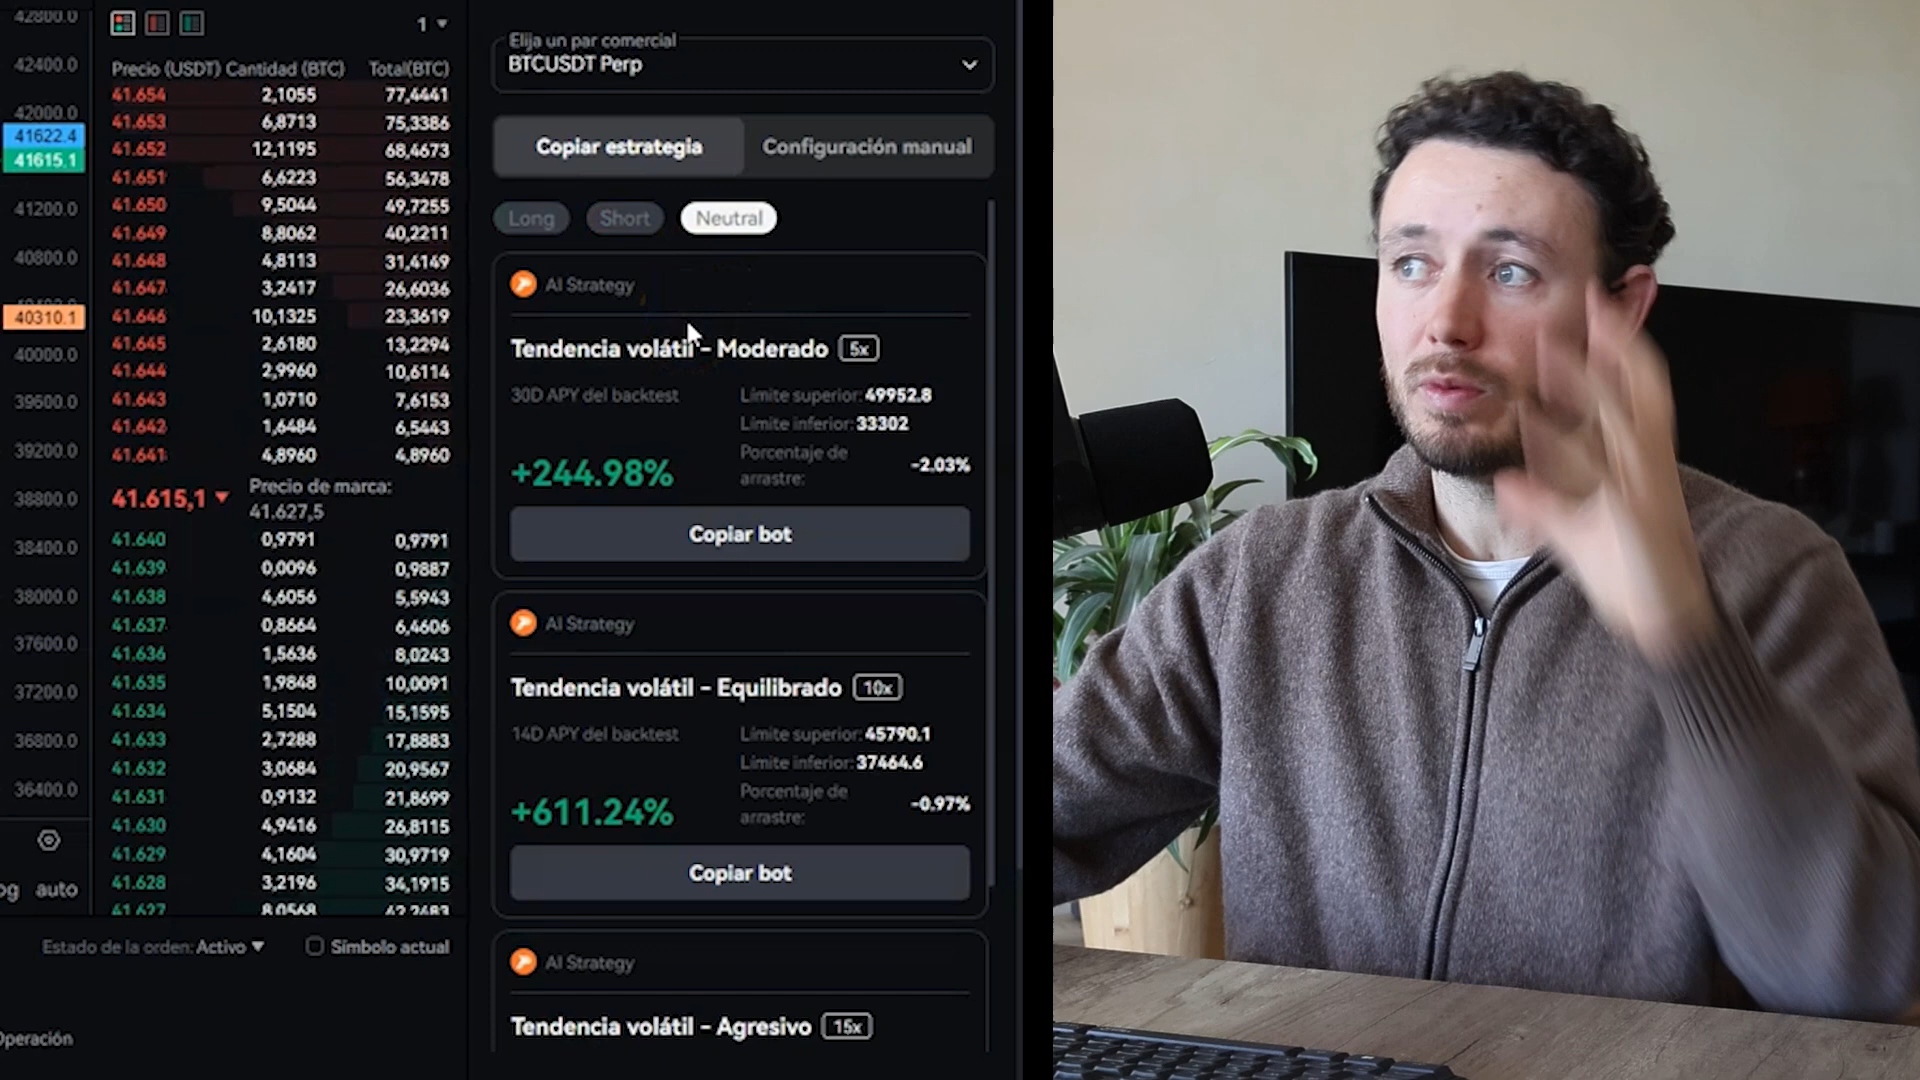 42800.0
42400.0
42000.0
41622.4
41615.1
41200.0
40800.0
40310.1
40000.0
39600.0
39200.0
38800.0
38400.0
38000.0
37600.0
37200.0
36800.0
36400.0
og auto
1
Precio (USDT) Cantidad (BTC) Total(BTC)
41.654 2,1055 77,4441
41.653 6,8713 75,3386
41.652 12,1195 68,4673
41.651 6,6223 56,3478
41.650 9,5044 49,7255
41.649 8,8062 40,2211
41.648 4,8113 31,4149
41.647 3,2417 26,6036
41.646 10,1325 23,3619
41.645 2,6180 13,2294
41.644 2,9960 10,6114
41.643 1,0710 7,6153
41.642 1,6484 6,5443
41.641 4,8960 4,8960
41.615,1 Precio de marca:
41.627,5
41.640 0,9791 0,9791
41.639 0,0096 0,9887
41.638 4,6056 5,5943
41.637 0,8664 6,4606
41.636 1,5636 8,0243
41.635 1,9848 10,0091
41.634 5,1504 15,1595
41.633 2,7288 17,8883
41.632 3,0684 20,9567
41.631 0,9132 21,8699
41.630 4,9416 26,8115
41.629 4,1604 30,9719
41.628 3,2196 34,1915
41.627 8,0568 42,2483
Estado de la orden: Activo Símbolo actual
Operación
Elija un par comercial
BTCUSDT Perp
Copiar estrategia Configuración manual
Long Short Neutral
AI Strategy
Tendencia volátil - Moderado 5x
30D APY del backtest
Límite superior: 49952.8
Límite inferior: 33302
Porcentaje de
arrastre: -2.03%
+244.98%
Copiar bot
AI Strategy
Tendencia volátil - Equilibrado 10x
14D APY del backtest
Límite superior: 45790.1
Límite inferior: 37464.6
Porcentaje de
arrastre: -0.97%
+611.24%
Copiar bot
AI Strategy
Tendencia volátil - Agresivo 15x